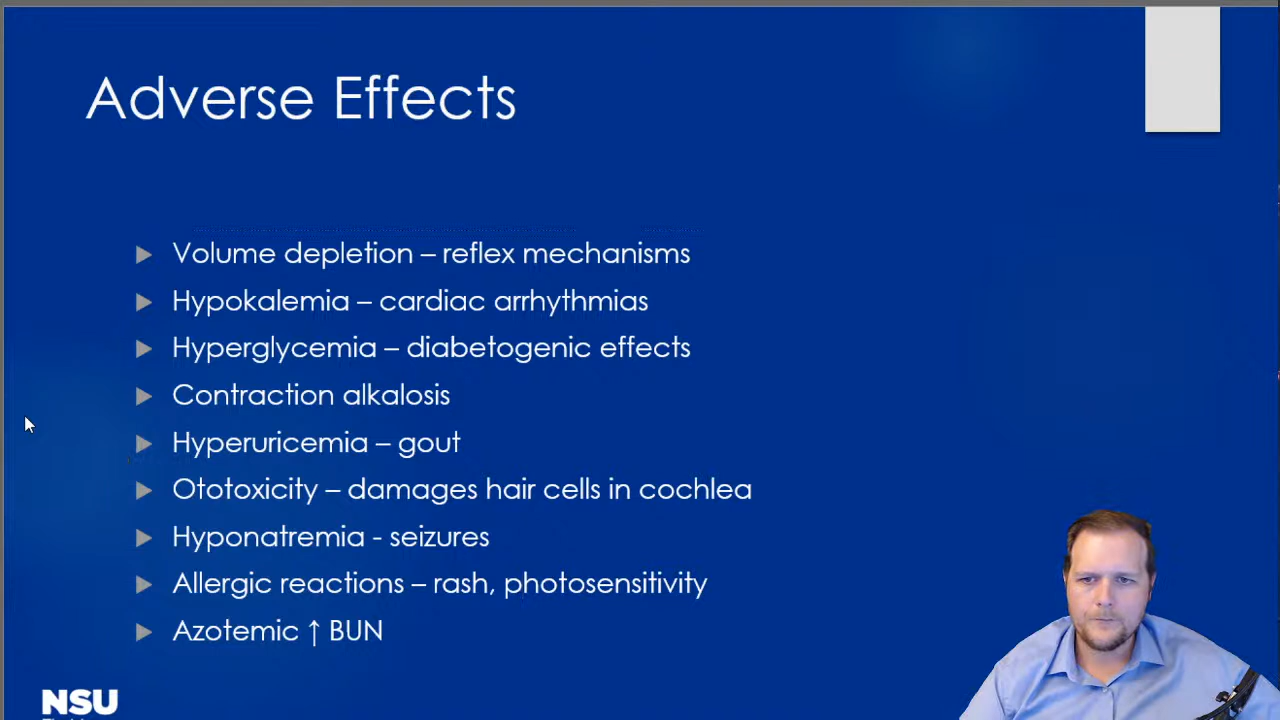 Adverse Effects
Volume depletion – reflex mechanisms
Hypokalemia – cardiac arrhythmias
Hyperglycemia – diabetogenic effects
Contraction alkalosis
Hyperuricemia – gout
Ototoxicity – damages hair cells in cochlea
Hyponatremia - seizures
Allergic reactions – rash, photosensitivity
Azotemic ↑ BUN
NSU